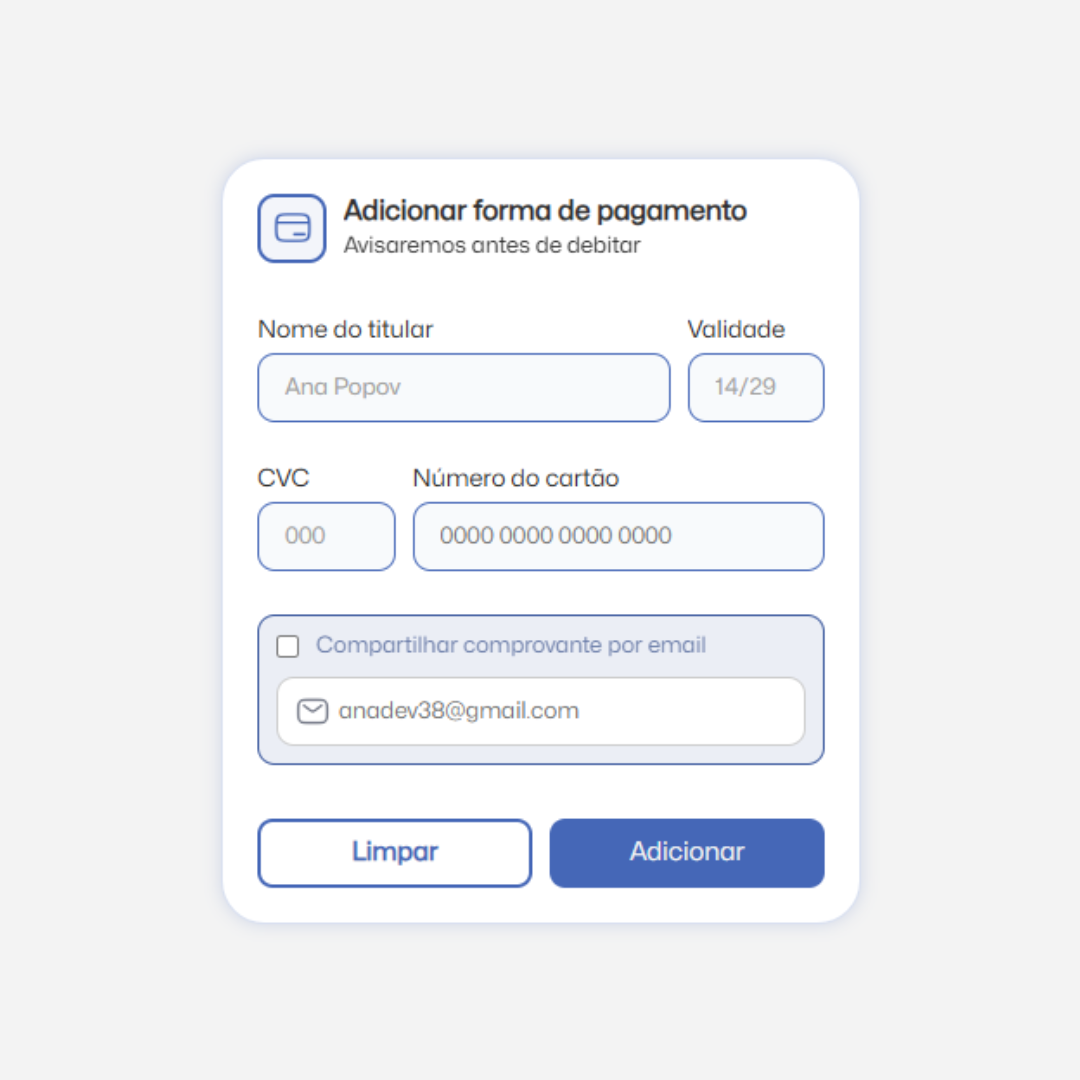 Adicionar forma de pagamento
Avisaremos antes de debitar
Nome do titular
Validade
Ana Popov
14/29
CVC
Número do cartão
000
0000 0000 0000 0000
Compartilhar comprovante por email
anadev38@gmail.com
Limpar
Adicionar